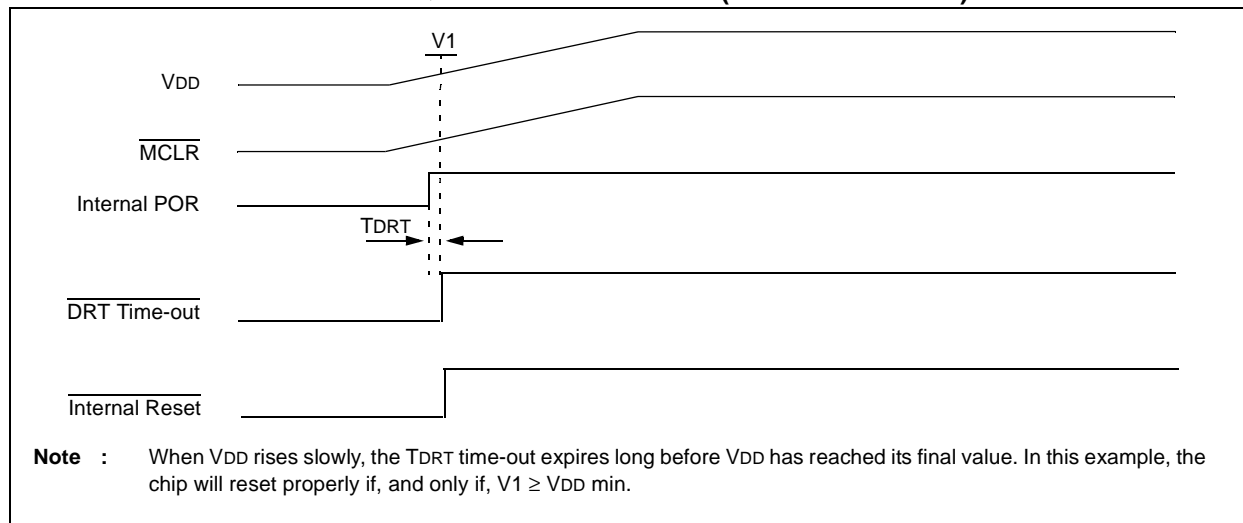 V1
VDD
MCLR
Internal POR
TDRT
DRT Time-out
Internal Reset
Note : When VDD rises slowly, the TDRT time-out expires long before VDD has reached its final value. In this example, the
chip will reset properly if, and only if, V1 ≥ VDD min.